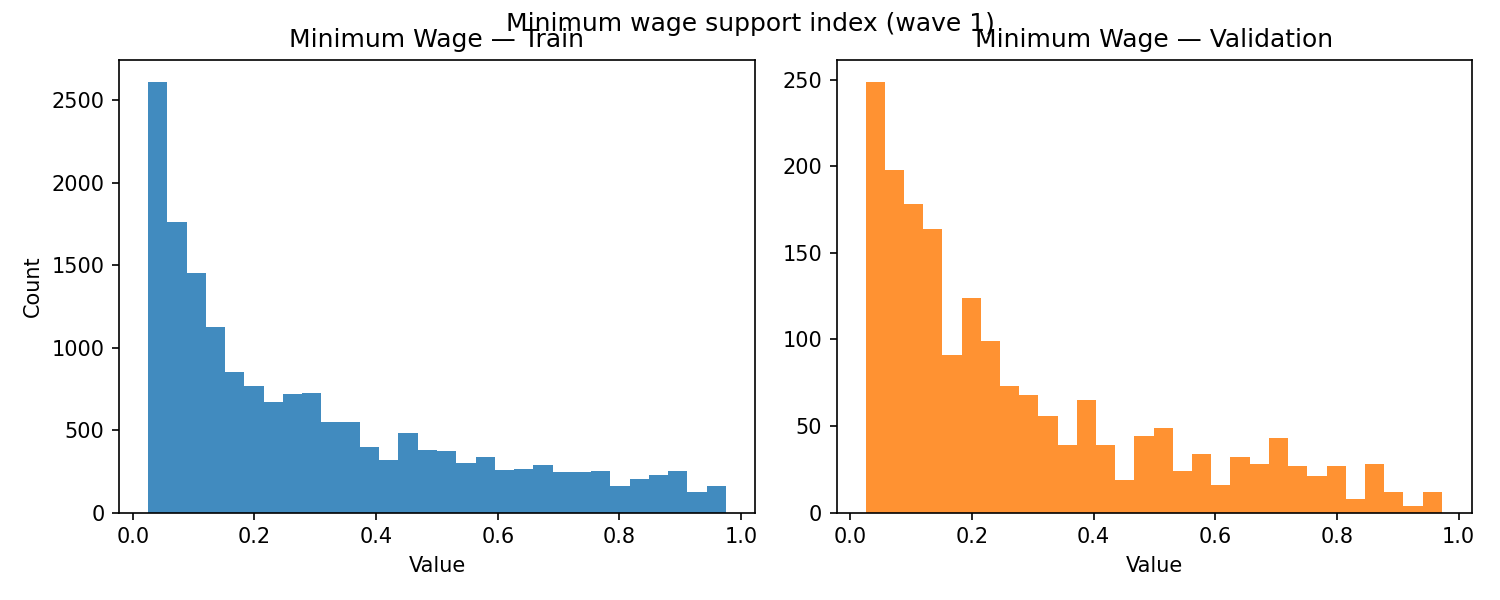 Minimum wage support index (wave 1)
Minimum Wage — Train
Minimum Wage — Validation
2500
2000
1500
1000
500
0
Count
0.0 0.2 0.4 0.6 0.8 1.0
Value
250
200
150
100
50
0
0.0 0.2 0.4 0.6 0.8 1.0
Value